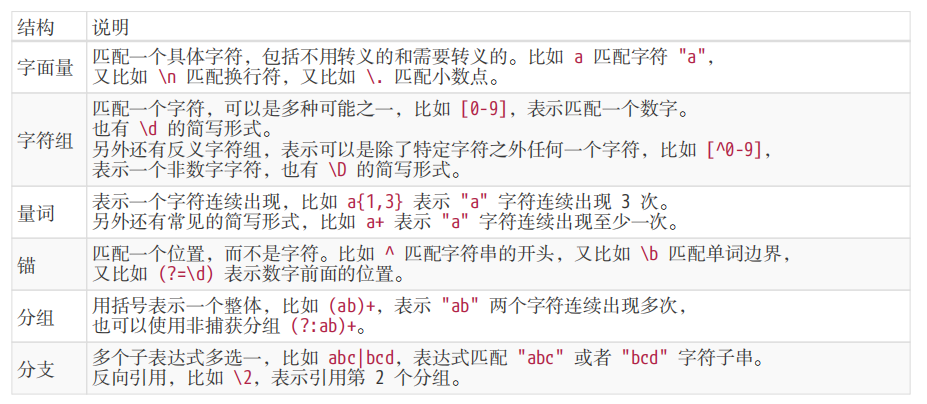 结构 说明
字面量 匹配一个具体字符，包括不用转义的和需要转义的。比如 a 匹配字符 "a"，
又比如 \n 匹配换行符，又比如 \. 匹配小数点。
字符组 匹配一个字符，可以是多种可能之一，比如 [0-9]，表示匹配一个数字。
也有 \d 的简写形式。
另外还有反义字符组，表示可以是除了特定字符之外任何一个字符，比如 [^0-9]，
表示一个非数字字符，也有 \D 的简写形式。
量词 表示一个字符连续出现，比如 a{1,3} 表示 "a" 字符连续出现 3 次。
另外还有常见的简写形式，比如 a+ 表示 "a" 字符连续出现至少一次。
锚 匹配一个位置，而不是字符。比如 ^ 匹配字符串的开头，又比如 \b 匹配单词边界，
又比如 (?=\d) 表示数字前面的位置。
分组 用括号表示一个整体，比如 (ab)+，表示 "ab" 两个字符连续出现多次，
也可以使用非捕获分组 (?:ab)+。
分支 多个子表达式多选一，比如 abc|bcd，表达式匹配 "abc" 或者 "bcd" 字符子串。
反向引用，比如 \2，表示引用第 2 个分组。